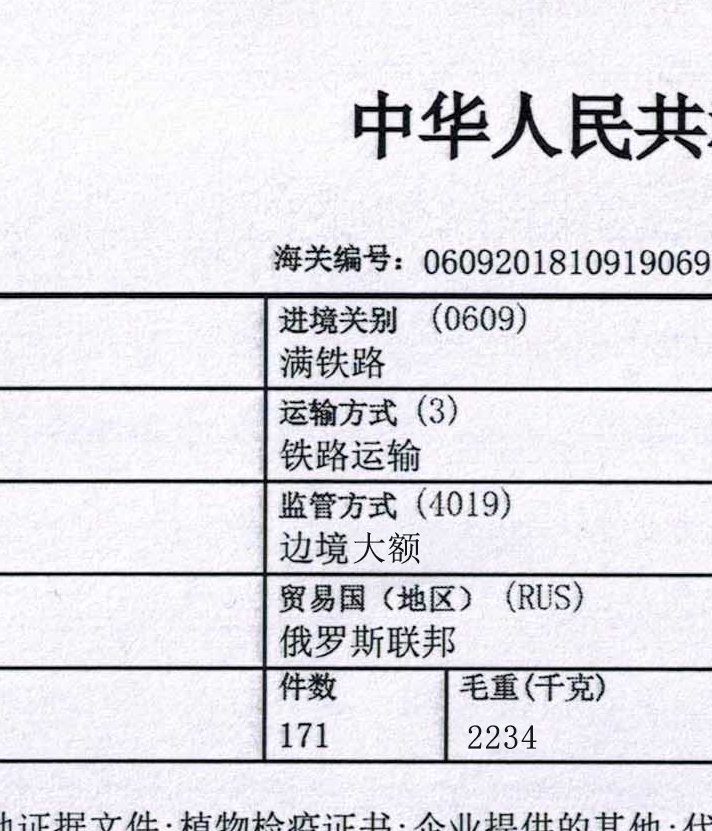 中华人民共
海关编号：0609201810919069
进境关别 (0609)
满铁路
运输方式 (3)
铁路运输
监管方式 (4019)
边境大额
贸易国（地区） (RUS)
俄罗斯联邦
件数 毛重(千克)
171 2234
证据文件;植物检疫证书;企业提供的其他;代